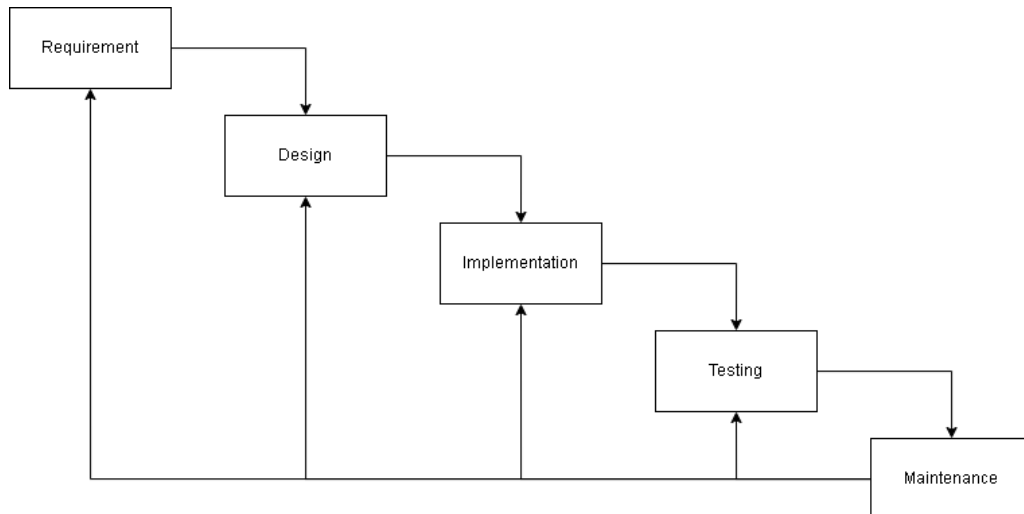 Requirement
Design
Implementation
Testing
Maintenance